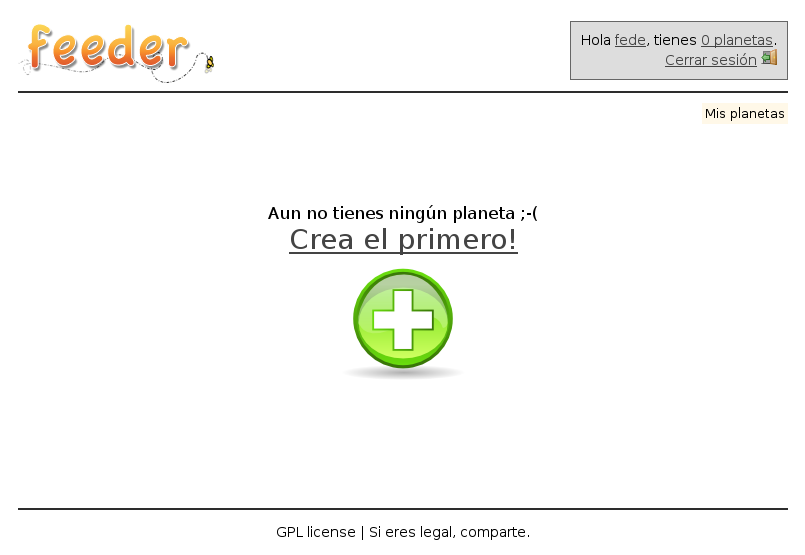 feeder
Hola fede, tienes 0 planetas.
Cerrar sesión
Mis planetas
Aun no tienes ningún planeta ;-(
Crea el primero!
GPL license | Si eres legal, comparte.